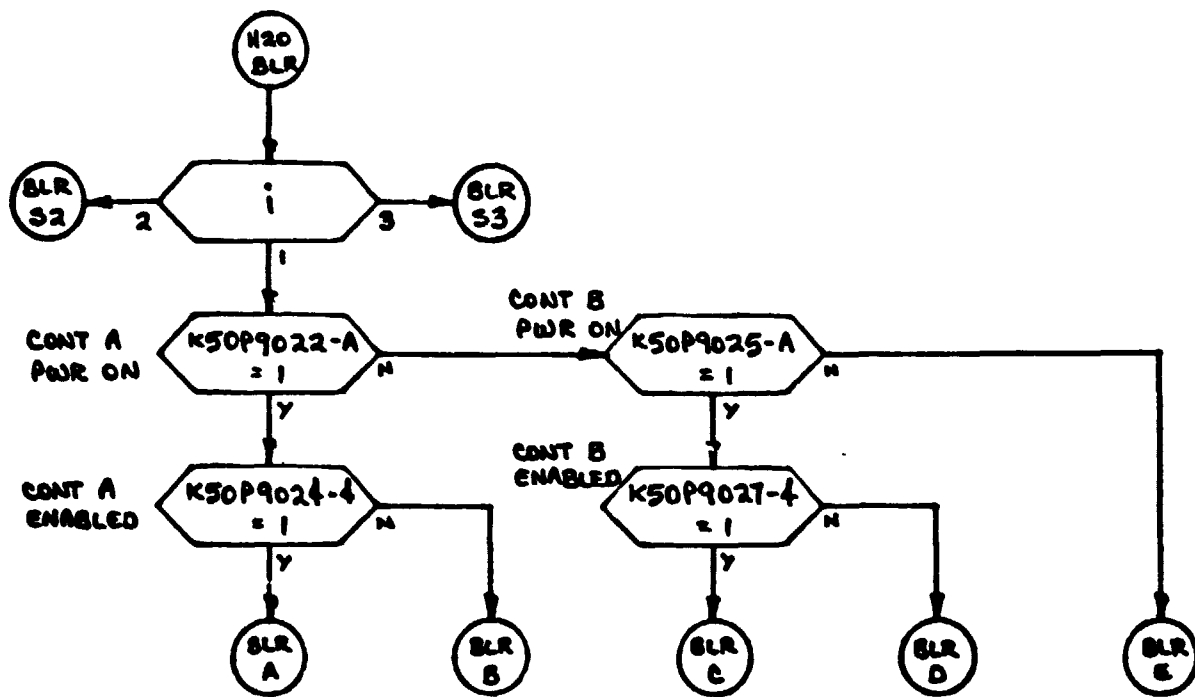 H2O
BLR
BLR
S2
2
i
3
BLR
S3
1
CONT A
PWR ON
K50P9022-A
= 1
N
Y
CONT B
PWR ON
K50P9025-A
= 1
N
Y
CONT A
ENABLED
K50P9024-4
= 1
N
Y
CONT B
ENABLED
K50P9027-4
= 1
N
Y
BLR
A
BLR
B
BLR
C
BLR
D
BLR
E